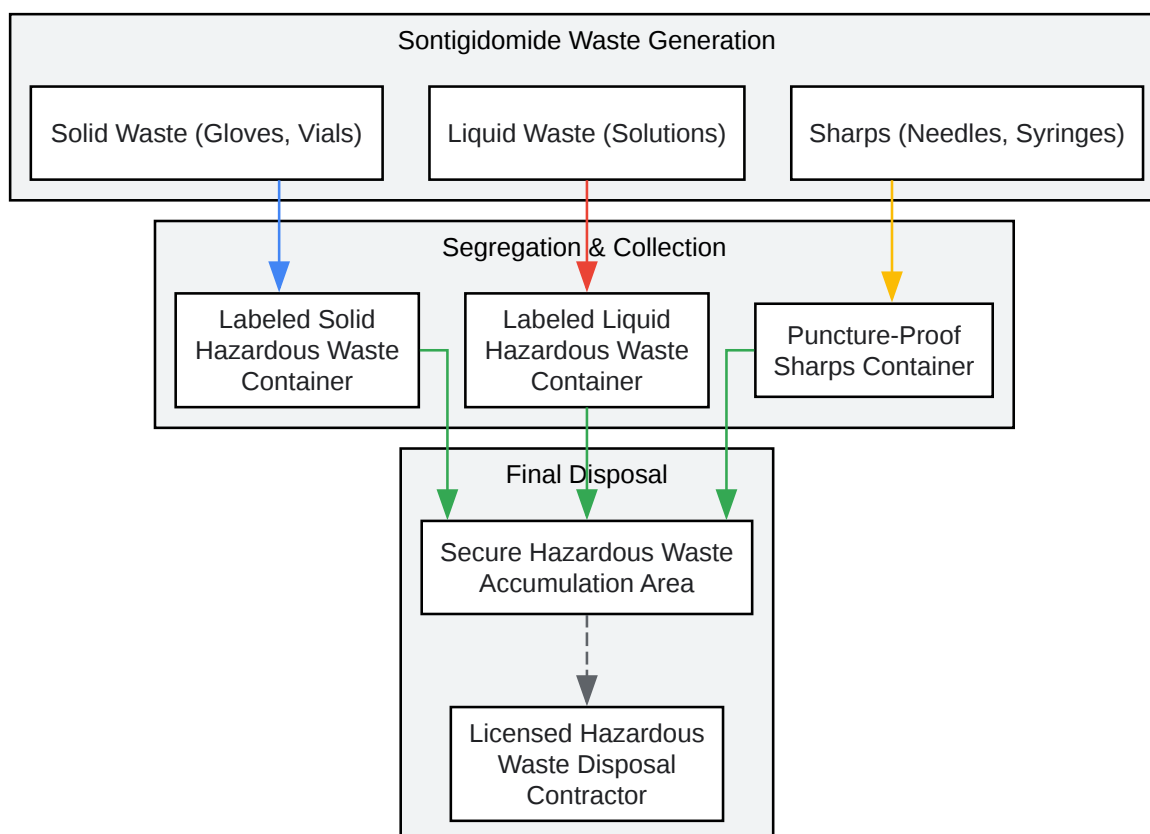 Sontigidomide Waste Generation
Solid Waste (Gloves, Vials)
Liquid Waste (Solutions)
Sharps (Needles, Syringes)
Segregation & Collection
Labeled Solid
Hazardous Waste
Container
Labeled Liquid
Hazardous Waste
Container
Puncture-Proof
Sharps Container
Final Disposal
Secure Hazardous Waste
Accumulation Area
Licensed Hazardous
Waste Disposal
Contractor